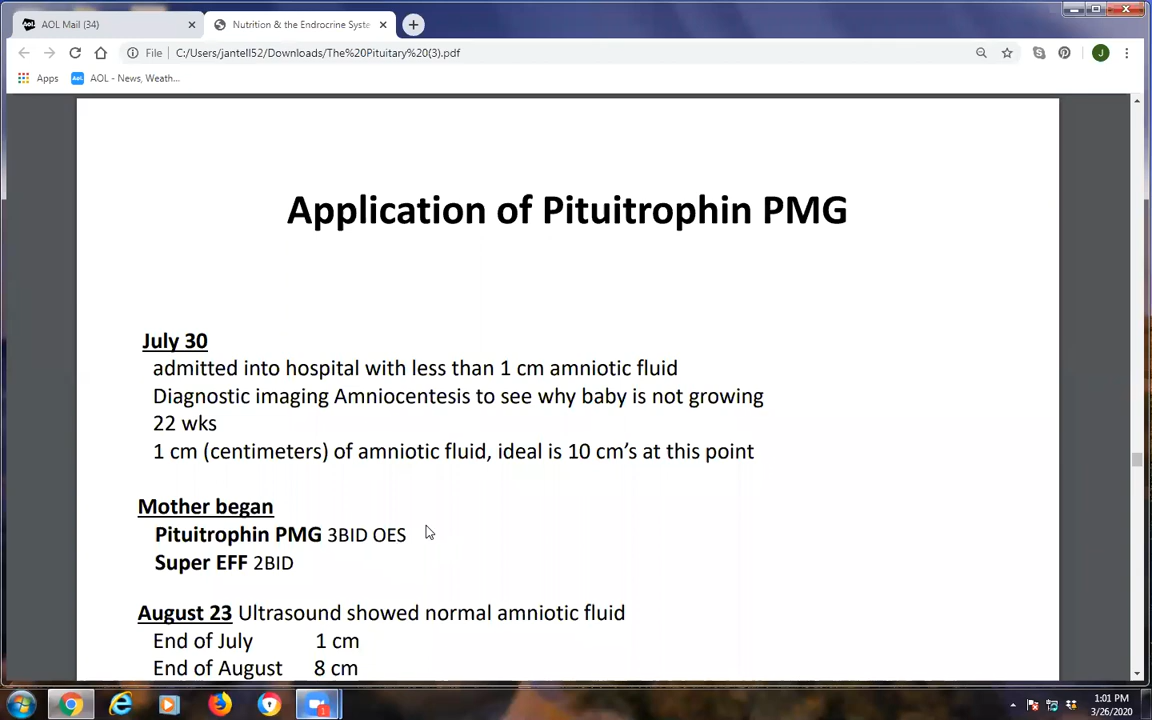 AOL Mail (34)
Nutrition & the Endocrine Syste
File
C:/Users/jantell52/Downloads/The%20Pituitary%20(3).pdf
J
Apps
AOL - News, Weath...
Application of Pituitrophin PMG
July 30
admitted into hospital with less than 1 cm amniotic fluid
Diagnostic imaging Amniocentesis to see why baby is not growing
22 wks
1 cm (centimeters) of amniotic fluid, ideal is 10 cm's at this point
Mother began
Pituitrophin PMG 3BID OES
Super EFF 2BID
August 23 Ultrasound showed normal amniotic fluid
End of July 1 cm
End of August 8 cm
1:01 PM
3/26/2020